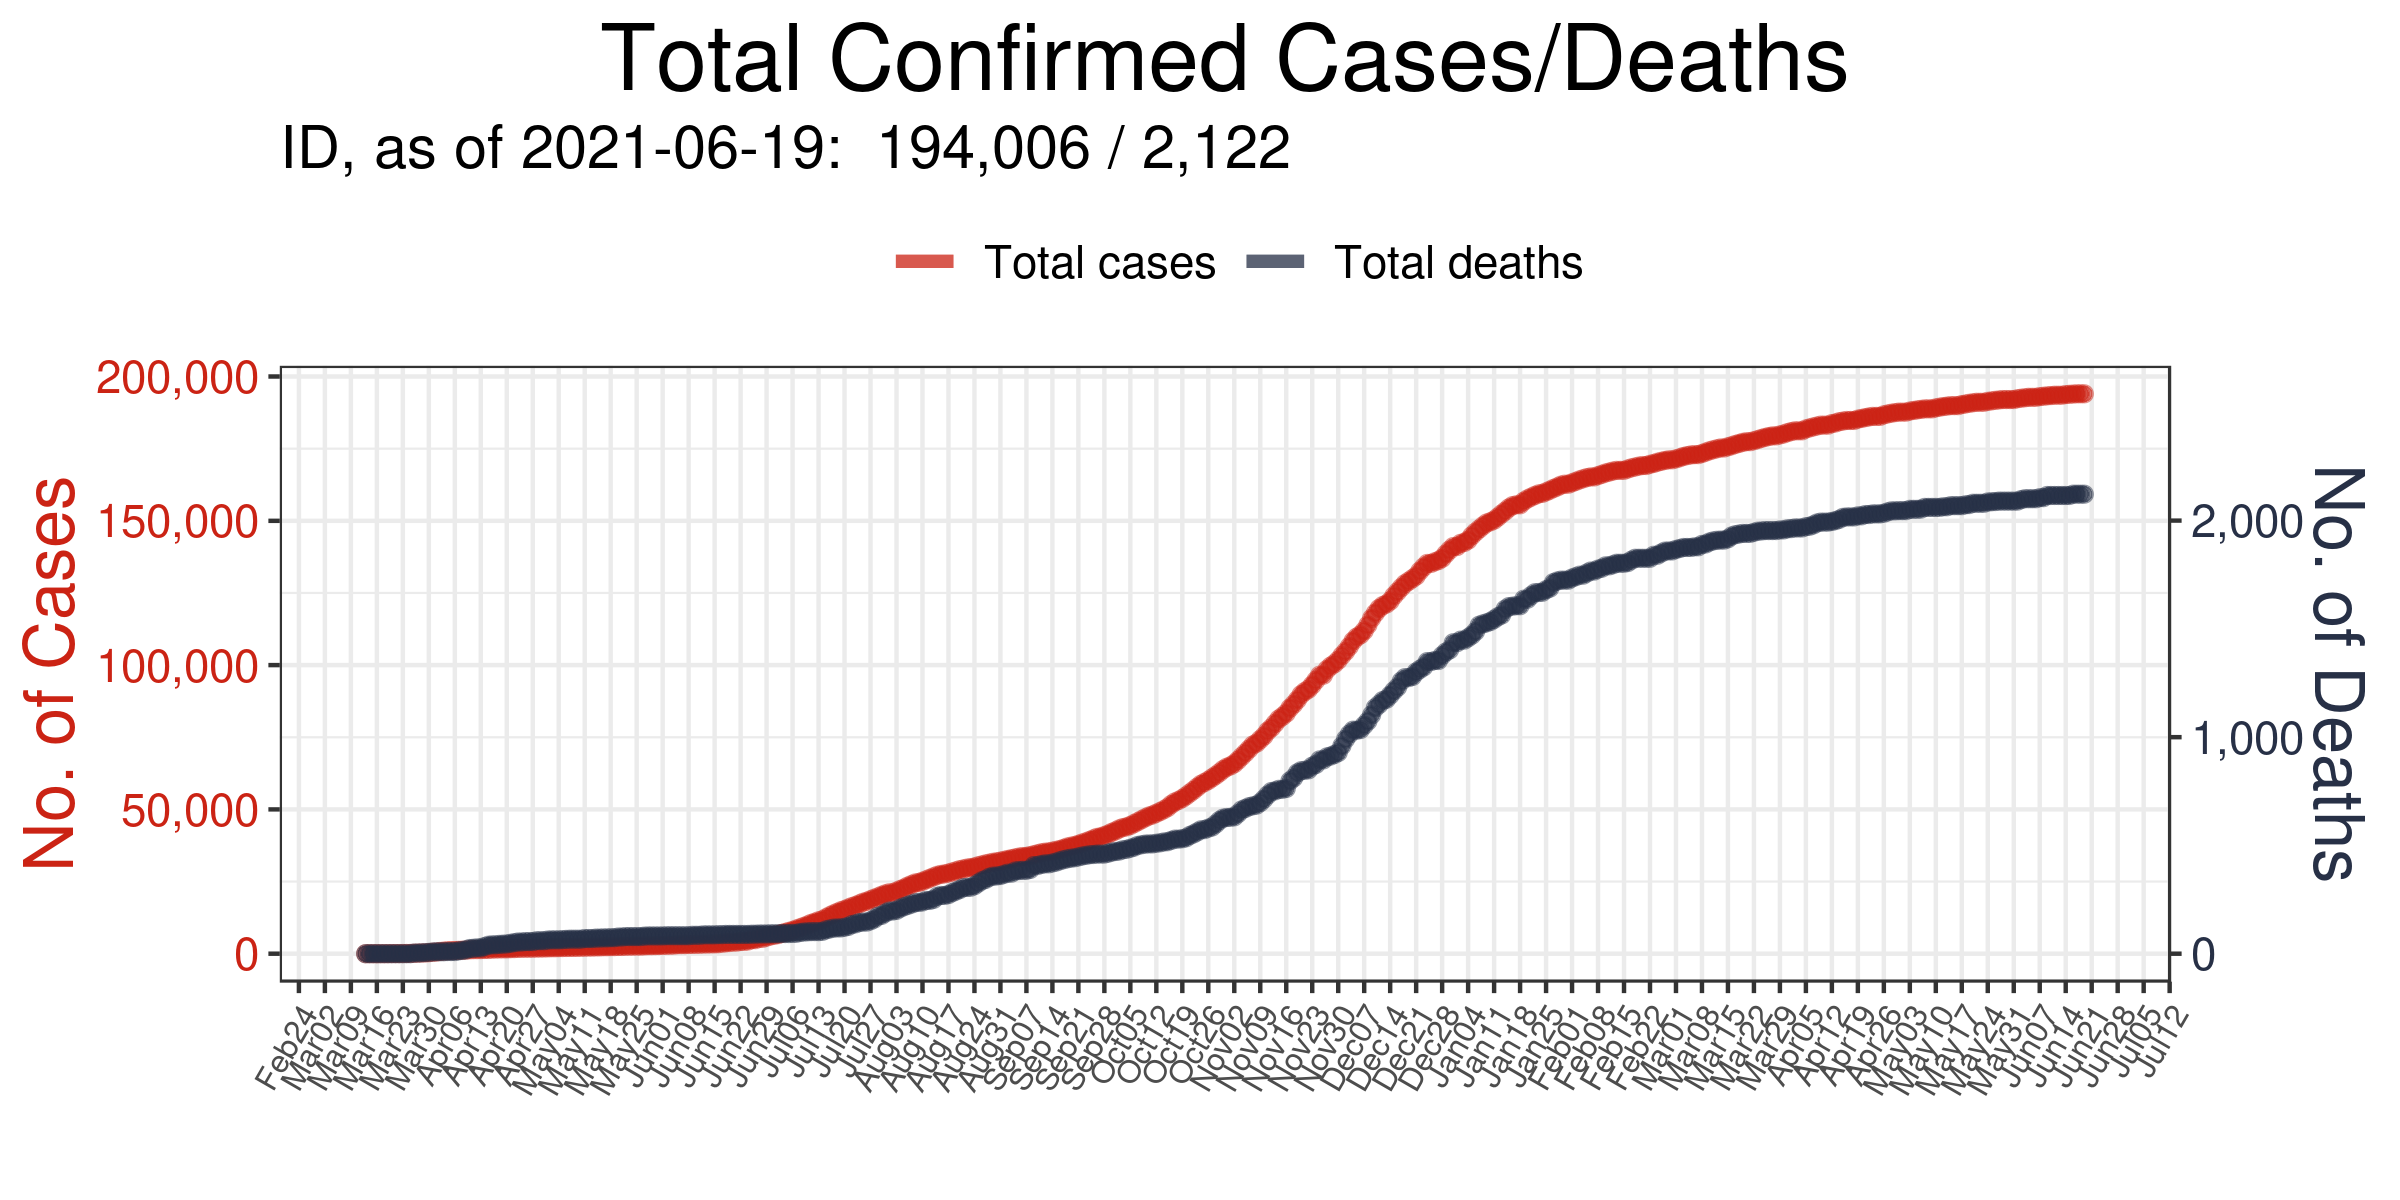 Total Confirmed Cases/Deaths
ID, as of 2021-06-19:  194,006 / 2,122
Total cases
Total deaths
No. of Cases
200,000
150,000
100,000
50,000
0
No. of Deaths
2,000
1,000
0
Feb24
Mar02
Mar09
Mar16
Mar23
Mar30
Apr06
Apr13
Apr20
Apr27
May04
May11
May18
May25
Jun01
Jun08
Jun15
Jun22
Jun29
Jul06
Jul13
Jul20
Jul27
Aug03
Aug10
Aug17
Aug24
Aug31
Sep07
Sep14
Sep21
Sep28
Oct05
Oct12
Oct19
Oct26
Nov02
Nov09
Nov16
Nov23
Nov30
Dec07
Dec14
Dec21
Dec28
Jan04
Jan11
Jan18
Jan25
Feb01
Feb08
Feb15
Feb22
Mar01
Mar08
Mar15
Mar22
Mar29
Apr05
Apr12
Apr19
Apr26
May03
May10
May17
May24
May31
Jun07
Jun14
Jun21
Jun28
Jul05
Jul12